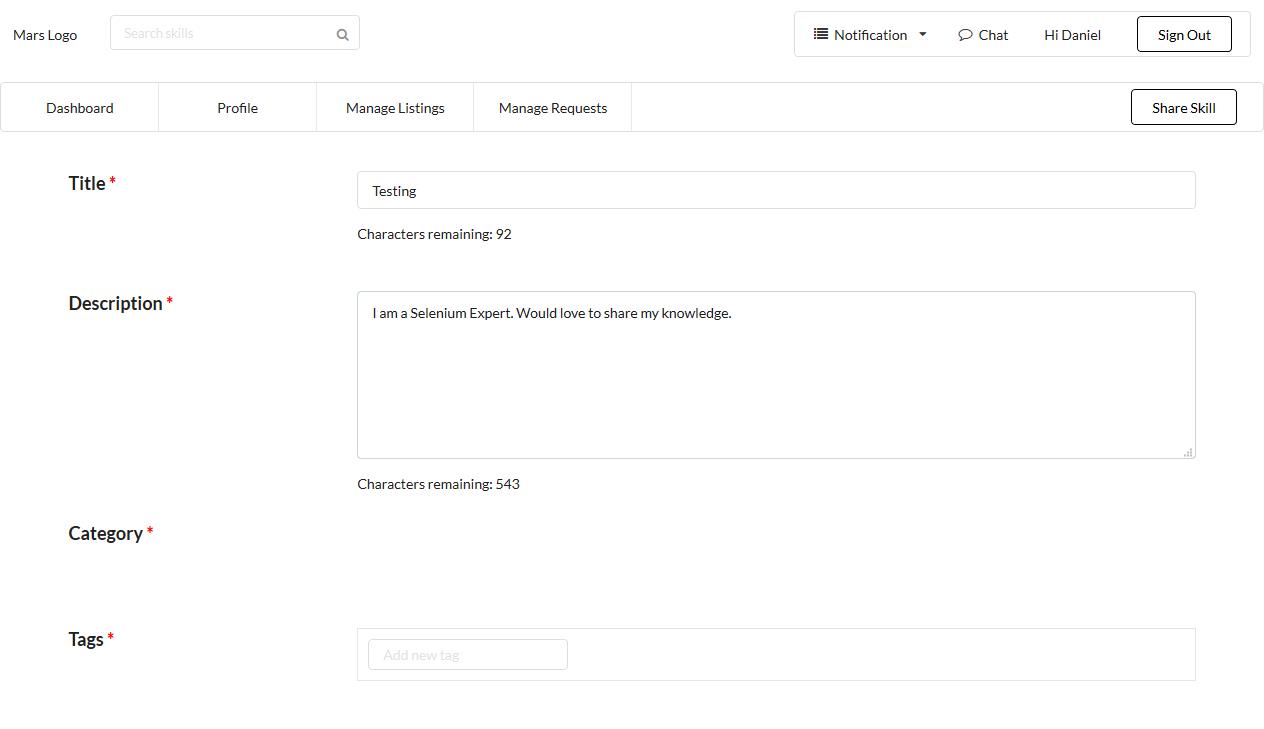 Mars Logo
Search skills
Notification
Chat
Hi Daniel
Sign Out
Dashboard
Profile
Manage Listings
Manage Requests
Share Skill
Title *
Testing
Characters remaining: 92
Description *
I am a Selenium Expert. Would love to share my knowledge.
Characters remaining: 543
Category *
Tags *
Add new tag